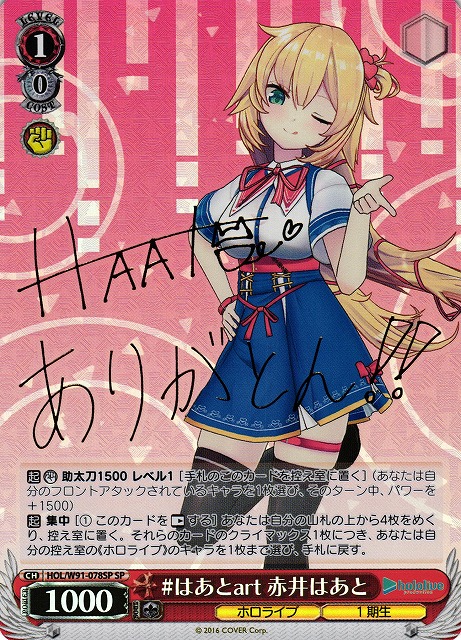 LEVEL
1
0
COST
HAAT営♡
ありがとん!!
起 助太刀1500 レベル1 [手札のこのカードを控え室に置く] (あなたは自
分のフロントアタックされているキャラを1枚選び、そのターン中、パワーを
+1500)
起 集中 [① このカードを する] あなたは自分の山札の上から4枚をめく
り、控え室に置く。それらのカードのクライマックス1枚につき、あなたは自
分の控え室の《ホロライブ》のキャラを1枚まで選び、手札に戻す。
CH HOL/W91-078SP SP
power
1000
#はあとart 赤井はあと
hololive
production
ホロライブ
1期生
© 2016 COVER Corp.